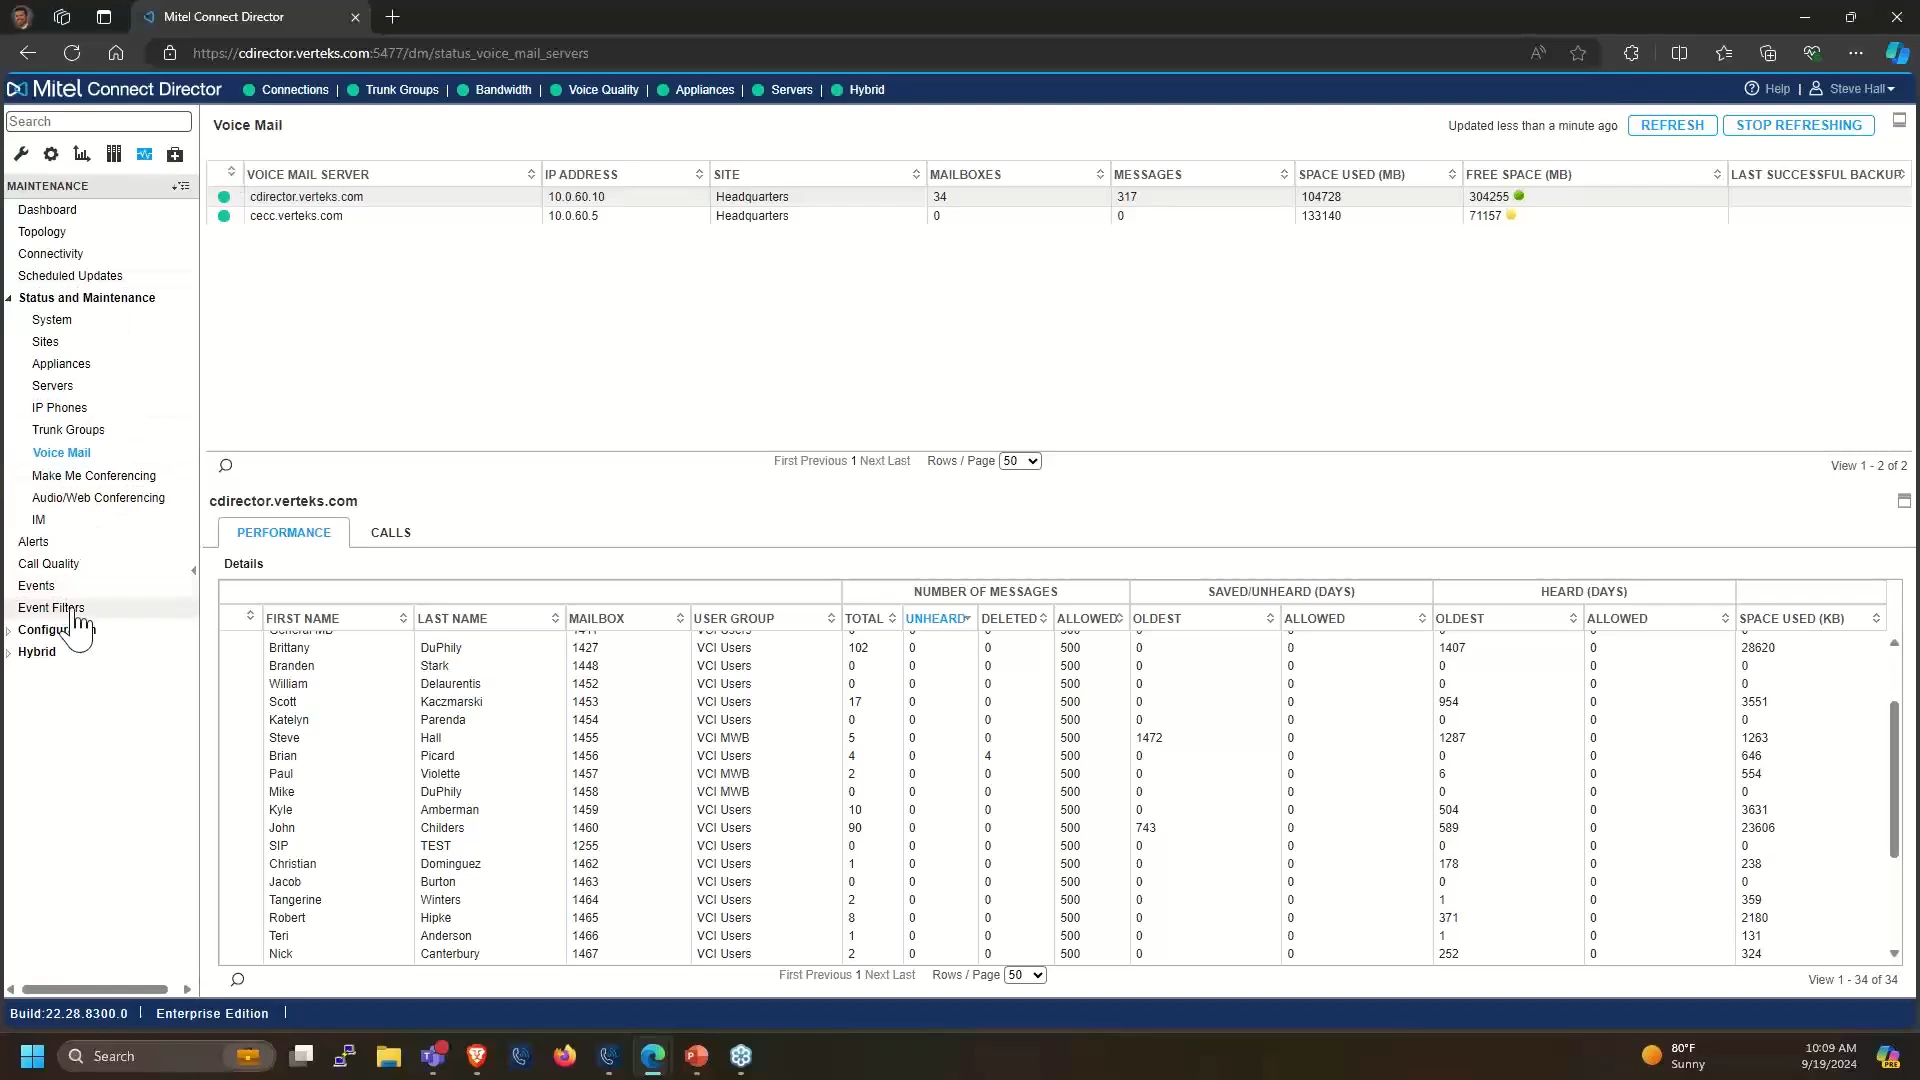 Mitel Connect Director
https://cdirector.verteks.com:5477/dm/status_voice_mail_servers
Mitel Connect Director Connections | Trunk Groups | Bandwidth | Voice Quality | Appliances | Servers | Hybrid Help | Steve Hall
Search
Voice Mail Updated less than a minute ago REFRESH STOP REFRESHING
MAINTENANCE
Dashboard
Topology
Connectivity
Scheduled Updates
Status and Maintenance
System
Sites
Appliances
Servers
IP Phones
Trunk Groups
Voice Mail
Make Me Conferencing
Audio/Web Conferencing
IM
Alerts
Call Quality
Events
Event Filters
Hybrid
VOICE MAIL SERVER IP ADDRESS SITE MAILBOXES MESSAGES SPACE USED (MB) FREE SPACE (MB) LAST SUCCESSFUL BACKUP
cdirector.verteks.com 10.0.60.10 Headquarters 34 317 104728 304255
cecc.verteks.com 10.0.60.5 Headquarters 0 0 133140 71157
First Previous 1 Next Last Rows / Page 50 View 1 - 2 of 2
cdirector.verteks.com
PERFORMANCE CALLS
Details
NUMBER OF MESSAGES SAVED/UNHEARD (DAYS) HEARD (DAYS)
FIRST NAME LAST NAME MAILBOX USER GROUP TOTAL UNHEARD DELETED ALLOWED OLDEST ALLOWED OLDEST ALLOWED SPACE USED (KB)
Brittany DuPhily 1427 VCI Users 102 0 0 500 0 0 1407 0 28620
Branden Stark 1448 VCI Users 0 0 0 500 0 0 0 0 0
William Delaurentis 1452 VCI Users 0 0 0 500 0 0 0 0 0
Scott Kaczmarski 1453 VCI Users 17 0 0 500 0 0 954 0 3551
Katelyn Parenda 1454 VCI Users 0 0 0 500 0 0 0 0 0
Steve Hall 1455 VCI MWB 5 0 0 500 1472 0 1287 0 1263
Brian Picard 1456 VCI Users 4 0 4 500 0 0 0 0 646
Paul Violette 1457 VCI MWB 2 0 0 500 0 0 6 0 554
Mike DuPhily 1458 VCI MWB 0 0 0 500 0 0 0 0 0
Kyle Amberman 1459 VCI Users 10 0 0 500 0 0 504 0 3631
John Childers 1460 VCI Users 90 0 0 500 743 0 589 0 23606
SIP TEST 1255 VCI Users 0 0 0 500 0 0 0 0 0
Christian Dominguez 1462 VCI Users 1 0 0 500 0 0 178 0 238
Jacob Burton 1463 VCI Users 0 0 0 500 0 0 0 0 0
Tangerine Winters 1464 VCI Users 2 0 0 500 0 0 1 0 359
Robert Hipke 1465 VCI Users 8 0 0 500 0 0 371 0 2180
Teri Anderson 1466 VCI Users 1 0 0 500 0 0 1 0 131
Nick Canterbury 1467 VCI Users 2 0 0 500 0 0 252 0 324
First Previous 1 Next Last Rows / Page 50 View 1 - 34 of 34
Build:22.28.8300.0 | Enterprise Edition |
Search
80°F
Sunny
10:09 AM
9/19/2024